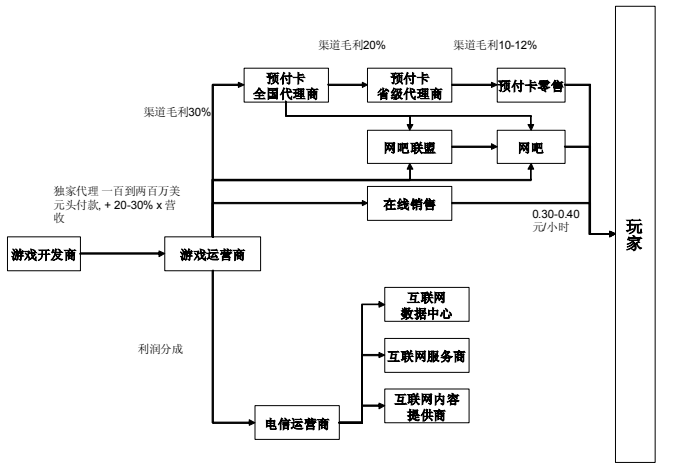 渠道毛利20%
渠道毛利10-12%
预付卡
全国代理商
预付卡
省级代理商
预付卡零售
渠道毛利30%
网吧联盟
网吧
独家代理 一百到两百万美
元头付款, + 20-30% x 营
收
在线销售
0.30-0.40
元/小时
玩
家
游戏开发商
游戏运营商
互联网
数据中心
利润分成
互联网服务商
互联网内容
提供商
电信运营商